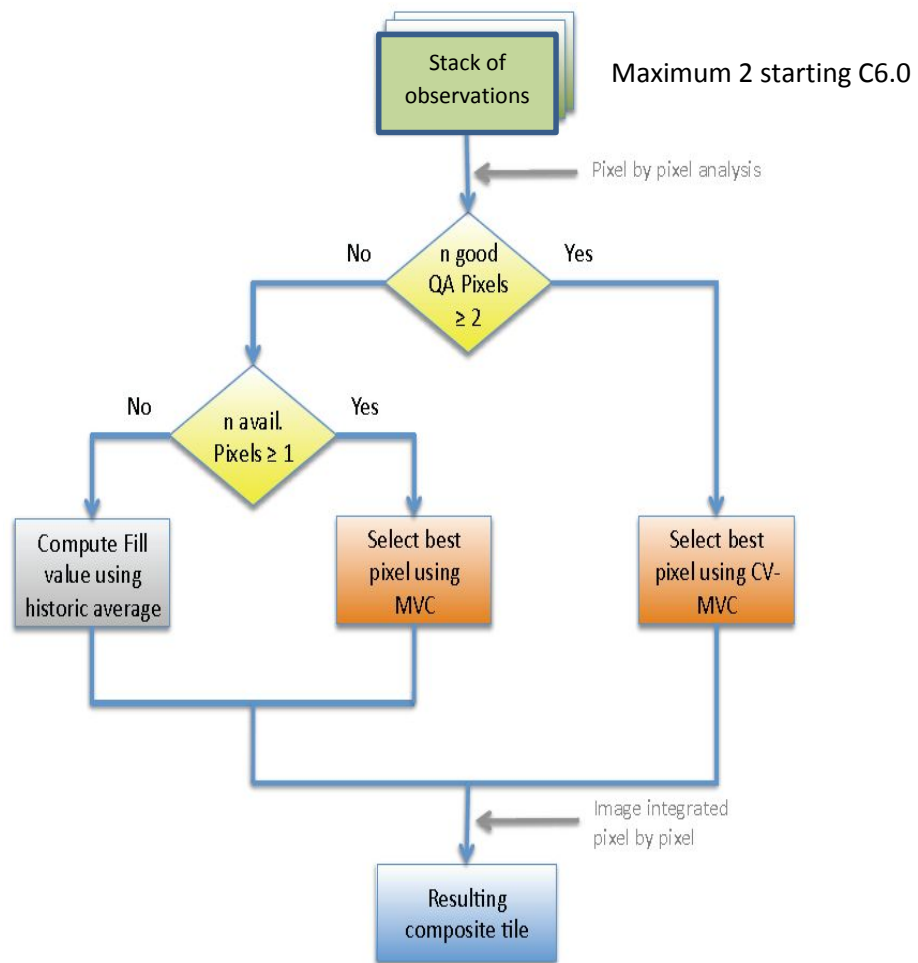 Stack of
observations
Maximum 2 starting C6.0
Pixel by pixel analysis
No
n good
QA Pixels
≥ 2
Yes
No
n avail.
Pixels ≥ 1
Yes
Compute Fill
value using
historic average
Select best
pixel using
MVC
Select best
pixel using CV-
MVC
Image integrated
pixel by pixel
Resulting
composite tile